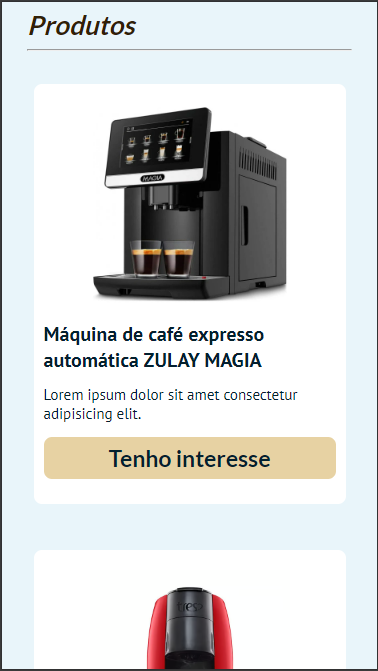 Produtos
MAGIA
Máquina de café expresso
automática ZULAY MAGIA
Lorem ipsum dolor sit amet consectetur
adipisicing elit.
Tenho interesse
tres